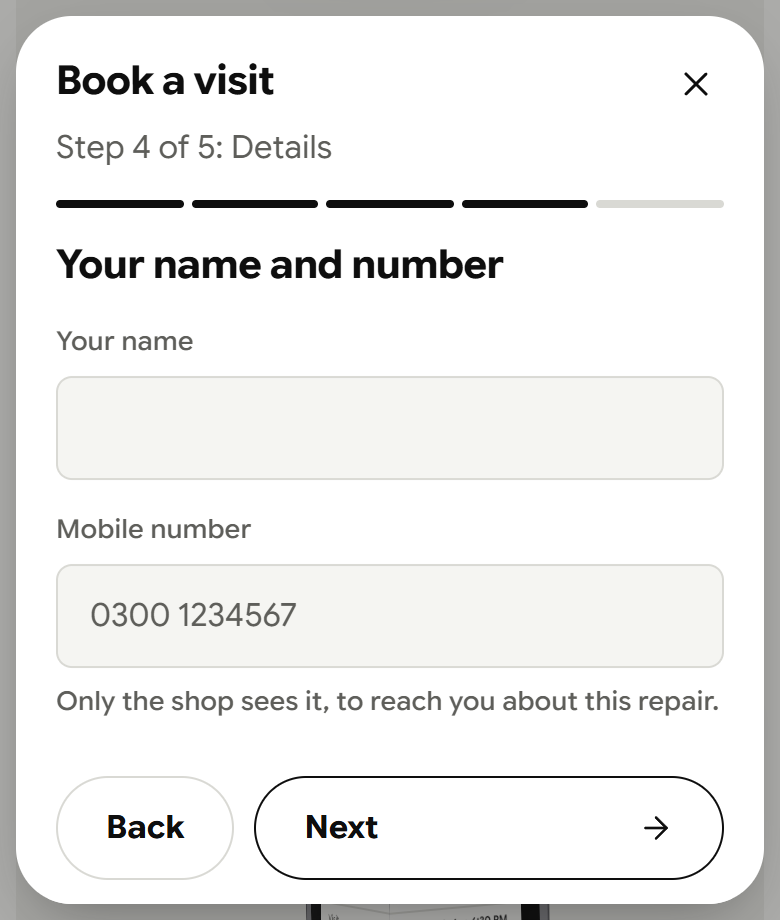 Book a visit
Step 4 of 5: Details
Your name and number
Your name
Mobile number
0300 1234567
Only the shop sees it, to reach you about this repair.
Back
Next